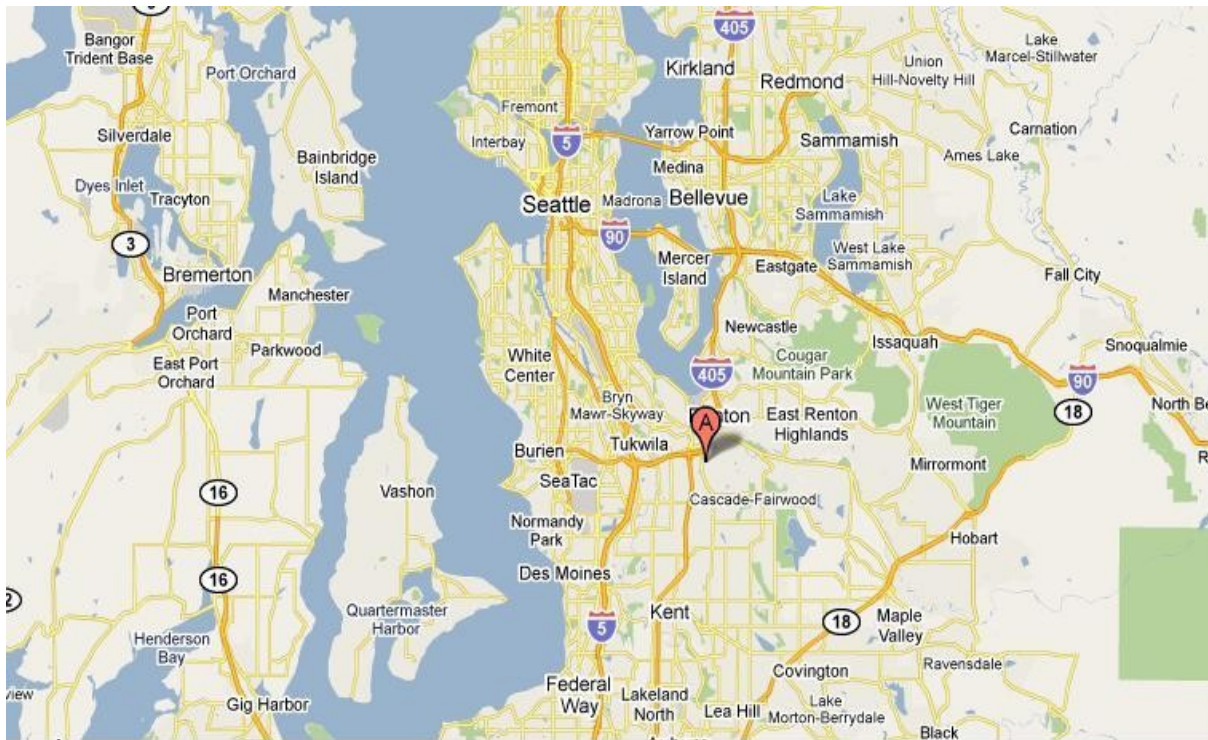 3
405
Bangor
Trident Base
Port Orchard
Kirkland
Redmond
Union
Hill-Novelty Hill
Lake
Marcel-Stillwater
Silverdale
Fremont
Interbay
5
Yarrow Point
Sammamish
Carnation
Bainbridge
Island
Medina
Ames Lake
Dyes Inlet
Tracyton
Seattle
Madrona
Bellevue
Lake
Sammamish
3
90
Bremerton
Mercer
Island
Eastgate
West Lake
Sammamish
Fall City
Manchester
Port
Orchard
Parkwood
Newcastle
Issaquah
Snoqualmie
East Port
Orchard
White
Center
405
Cougar
Mountain Park
90
Bryn
Mawr-Skyway
West Tiger
Mountain
18
North
A
East Renton
Highlands
Burien
Tukwila
Mirrormont
SeaTac
Vashon
16
Cascade-Fairwood
Normandy
Park
Hobart
Des Moines
16
Quartermaster
Harbor
Kent
5
18
Maple
Valley
Henderson
Bay
Covington
Ravensdale
Federal
Way
Lakeland
North
Lea Hill
Lake
Morton-Berrydale
Gig Harbor
Black